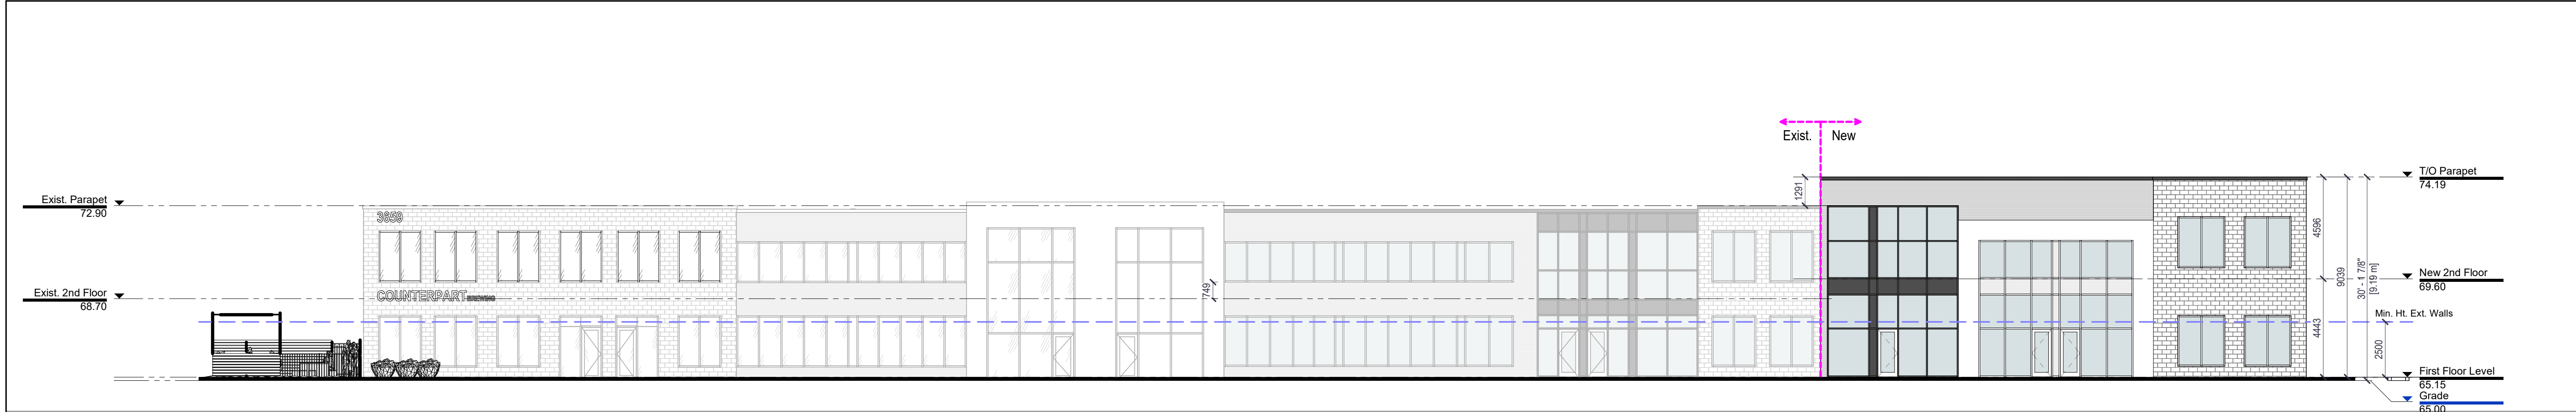 Exist.
New
T/O Parapet
74.19
1291
Exist. Parapet
72.90
3659
4596
9039
30' - 1 7/8"
[9.19 m]
New 2nd Floor
69.60
749
Exist. 2nd Floor
68.70
COUNTERPART BREWING
Min. Ht. Ext. Walls
4443
2500
First Floor Level
65.15
Grade
65.00